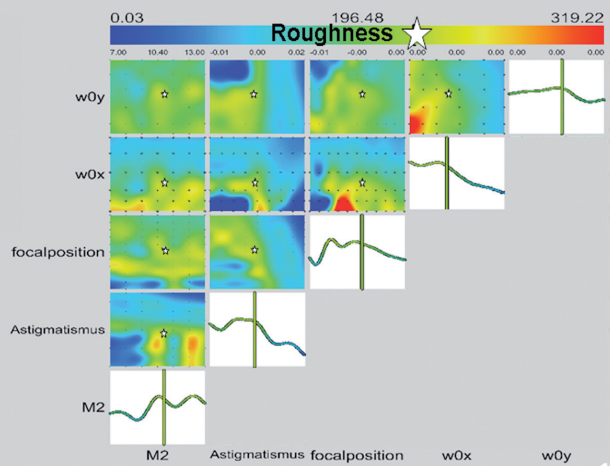 0.03 196.48 319.22
Roughness
7.00 10.40 13.00 -0.01 0.00 0.02 -0.01 0.00 0.00 0.00 0.00 0.00 0.00 0.00 0.00
w0y
w0x
focalposition
Astigmatismus
M2
M2 Astigmatismus focalposition w0x w0y